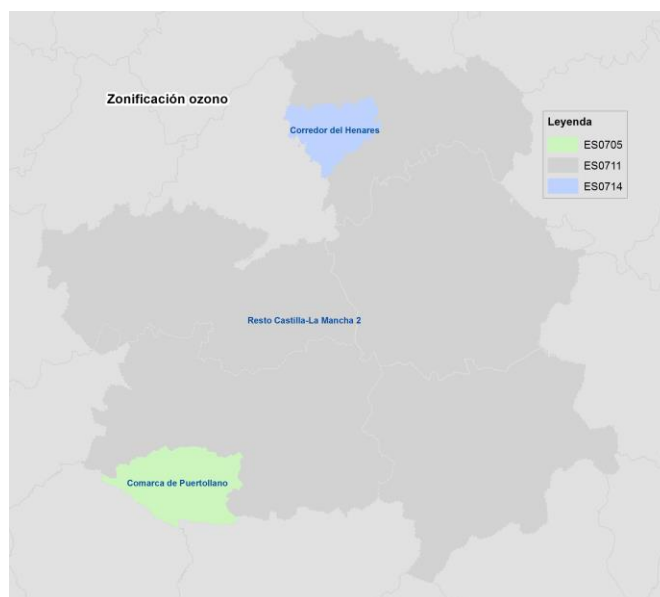 Zonificación ozono
Corredor del Henares
Leyenda
ES0705
ES0711
ES0714
Resto Castilla-La Mancha 2
Comarca de Puertollano